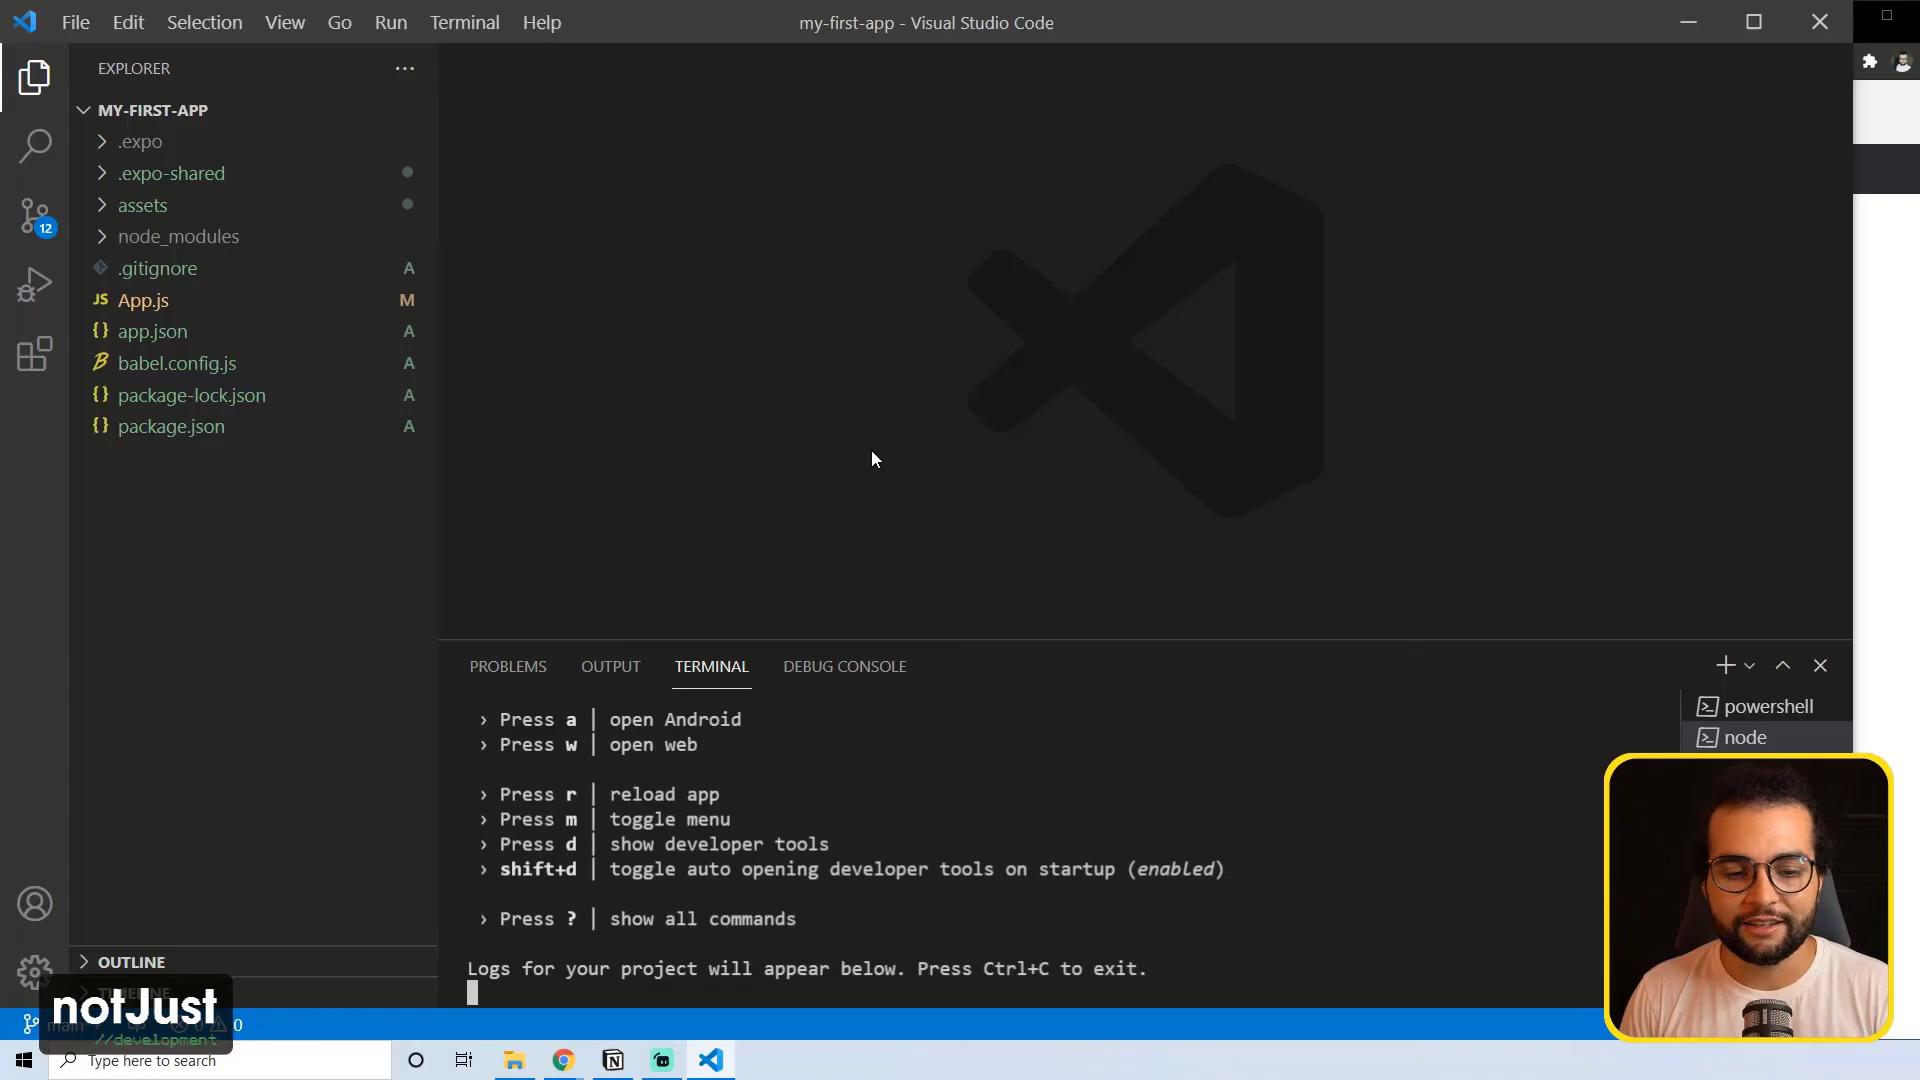 File Edit Selection View Go Run Terminal Help
my-first-app - Visual Studio Code
EXPLORER
MY-FIRST-APP
.expo
.expo-shared
assets
node_modules
.gitignore A
JS App.js M
{} app.json A
B babel.config.js A
{} package-lock.json A
{} package.json A
12
PROBLEMS OUTPUT TERMINAL DEBUG CONSOLE
› Press a | open Android
› Press w | open web
› Press r | reload app
› Press m | toggle menu
› Press d | show developer tools
› shift+d | toggle auto opening developer tools on startup (enabled)
› Press ? | show all commands
Logs for your project will appear below. Press Ctrl+C to exit.
powershell
node
OUTLINE
TIMELINE
notJust
//development
main 0 0
Type here to search